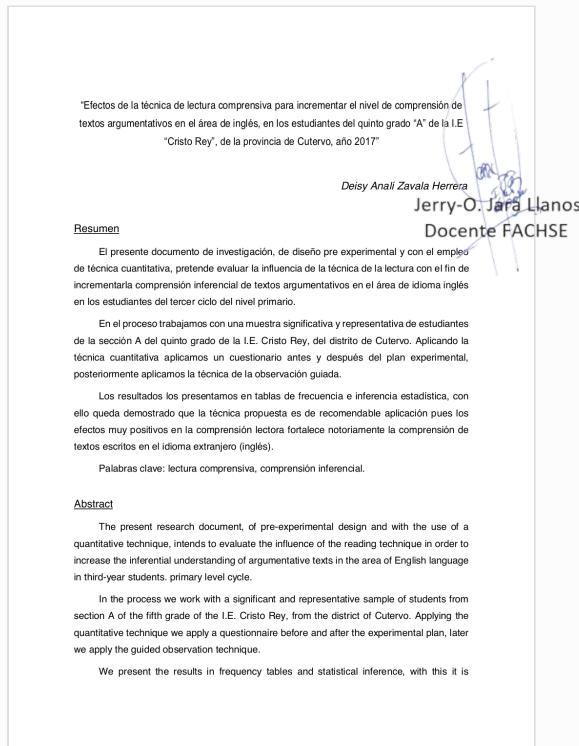 “Efectos de la técnica de lectura comprensiva para incrementar el nivel de comprensión de
textos argumentativos en el área de inglés, en los estudiantes del quinto grado “A” de la I.E
“Cristo Rey”, de la provincia de Cutervo, año 2017”
Deisy Analí Zavala Herrera
Jerry-O. Jara Llanos
Docente FACHSE
Resumen
El presente documento de investigación, de diseño pre experimental y con el empleo
de técnica cuantitativa, pretende evaluar la influencia de la técnica de la lectura con el fin de
incrementarla comprensión inferencial de textos argumentativos en el área de idioma inglés
en los estudiantes del tercer ciclo del nivel primario.
En el proceso trabajamos con una muestra significativa y representativa de estudiantes
de la sección A del quinto grado de la I.E. Cristo Rey, del distrito de Cutervo. Aplicando la
técnica cuantitativa aplicamos un cuestionario antes y después del plan experimental,
posteriormente aplicamos la técnica de la observación guiada.
Los resultados los presentamos en tablas de frecuencia e inferencia estadística, con
ello queda demostrado que la técnica propuesta es de recomendable aplicación pues los
efectos muy positivos en la comprensión lectora fortalece notoriamente la comprensión de
textos escritos en el idioma extranjero (inglés).
Palabras clave: lectura comprensiva, comprensión inferencial.
Abstract
The present research document, of pre-experimental design and with the use of a
quantitative technique, intends to evaluate the influence of the reading technique in order to
increase the inferential understanding of argumentative texts in the area of English language
in third-year students. primary level cycle.
In the process we work with a significant and representative sample of students from
section A of the fifth grade of the I.E. Cristo Rey, from the district of Cutervo. Applying the
quantitative technique we apply a questionnaire before and after the experimental plan, later
we apply the guided observation technique.
We present the results in frequency tables and statistical inference, with this it is